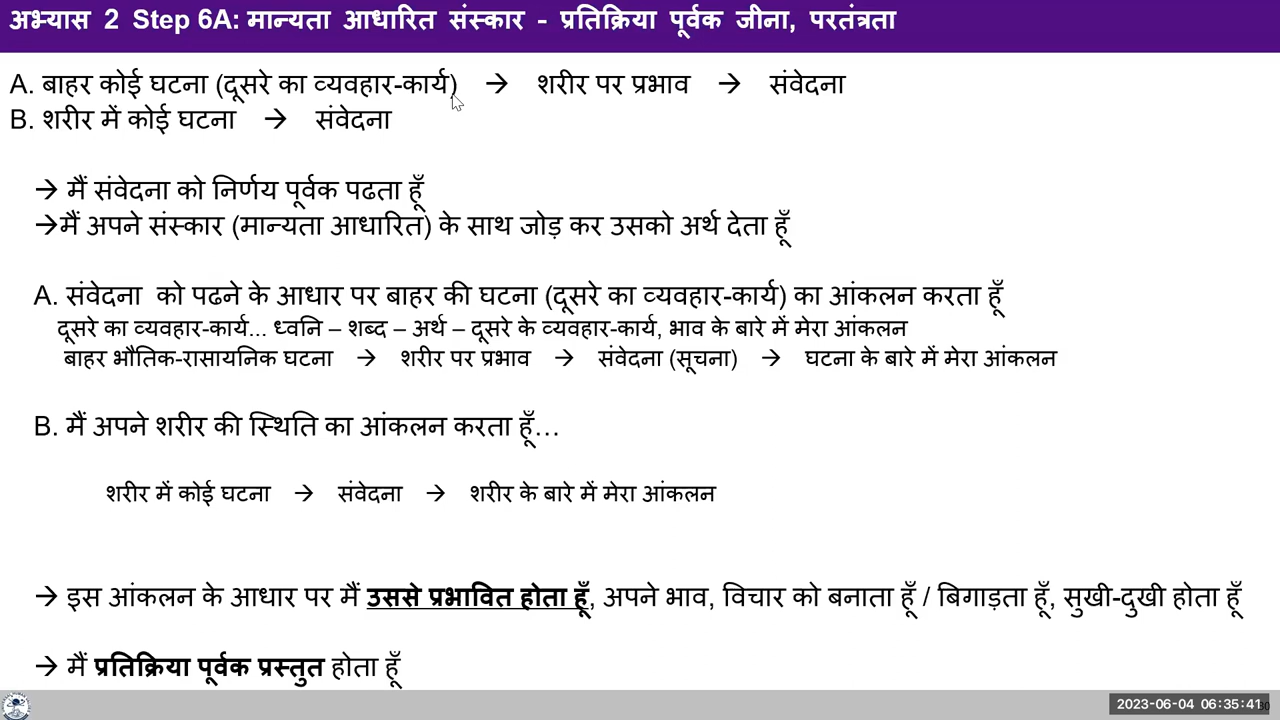 अभ्यास 2 Step 6A: मान्यता आधारित संस्कार - प्रतिक्रिया पूर्वक जीना, परतंत्रता
A. बाहर कोई घटना (दूसरे का व्यवहार-कार्य) → शरीर पर प्रभाव → संवेदना
B. शरीर में कोई घटना → संवेदना
→ मैं संवेदना को निर्णय पूर्वक पढता हूँ
→मैं अपने संस्कार (मान्यता आधारित) के साथ जोड़ कर उसको अर्थ देता हूँ
A. संवेदना को पढने के आधार पर बाहर की घटना (दूसरे का व्यवहार-कार्य) का आंकलन करता हूँ
दूसरे का व्यवहार-कार्य... ध्वनि – शब्द – अर्थ – दूसरे के व्यवहार-कार्य, भाव के बारे में मेरा आंकलन
बाहर भौतिक-रासायनिक घटना → शरीर पर प्रभाव → संवेदना (सूचना) → घटना के बारे में मेरा आंकलन
B. मैं अपने शरीर की स्थिति का आंकलन करता हूँ…
शरीर में कोई घटना → संवेदना → शरीर के बारे में मेरा आंकलन
→ इस आंकलन के आधार पर मैं उससे प्रभावित होता हूँ, अपने भाव, विचार को बनाता हूँ / बिगाड़ता हूँ, सुखी-दुखी होता हूँ
→ मैं प्रतिक्रिया पूर्वक प्रस्तुत होता हूँ
2023-06-04 06:35:41